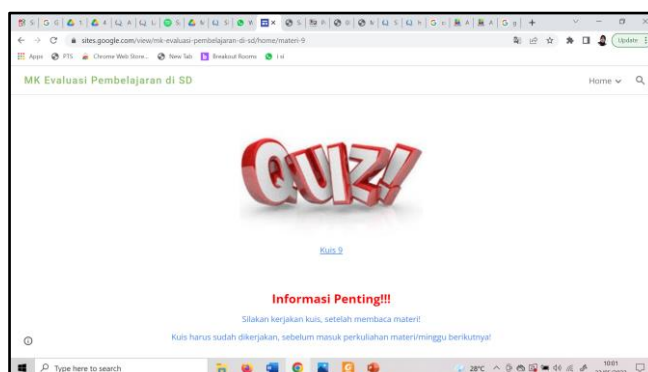 sites.google.com/view/mk-evaluasi-pembelajaran-di-sd/home/materi-9
Update
Apps PTS Chrome Web Store... New Tab Breakout Rooms
MK Evaluasi Pembelajaran di SD
Home
QUIZ!
Kuis 9
Informasi Penting!!!
Silakan kerjakan kuis, setelah membaca materi!
Kuis harus sudah dikerjakan, sebelum masuk perkuliahan materi/minggu berikutnya!
Type here to search
28°C
10:01